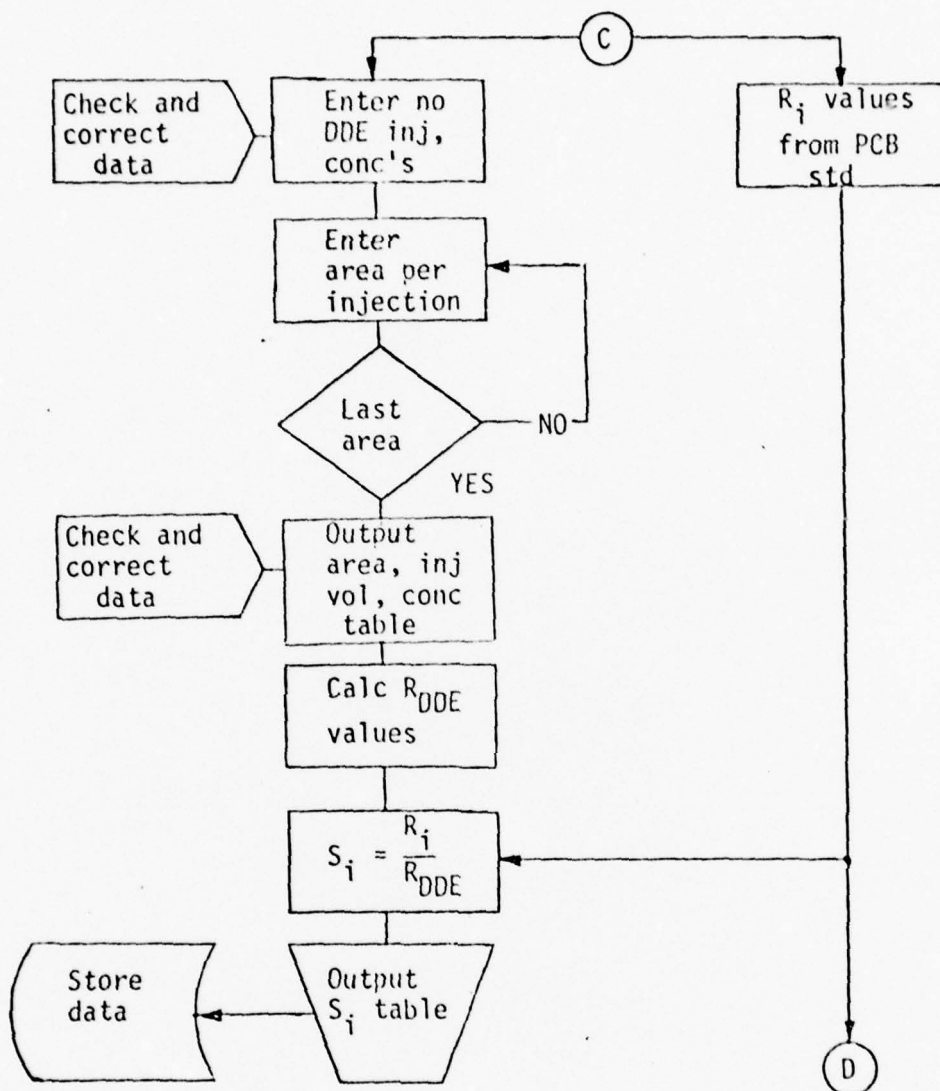 C
Check and
correct
data
Enter no
DDE inj,
conc's
R_i values
from PCB
std
Enter
area per
injection
Last
area
NO
YES
Check and
correct
data
Output
area, inj
vol, conc
table
Calc R_DDE
values
S_i = R_i / R_DDE
Store
data
Output
S_i table
D